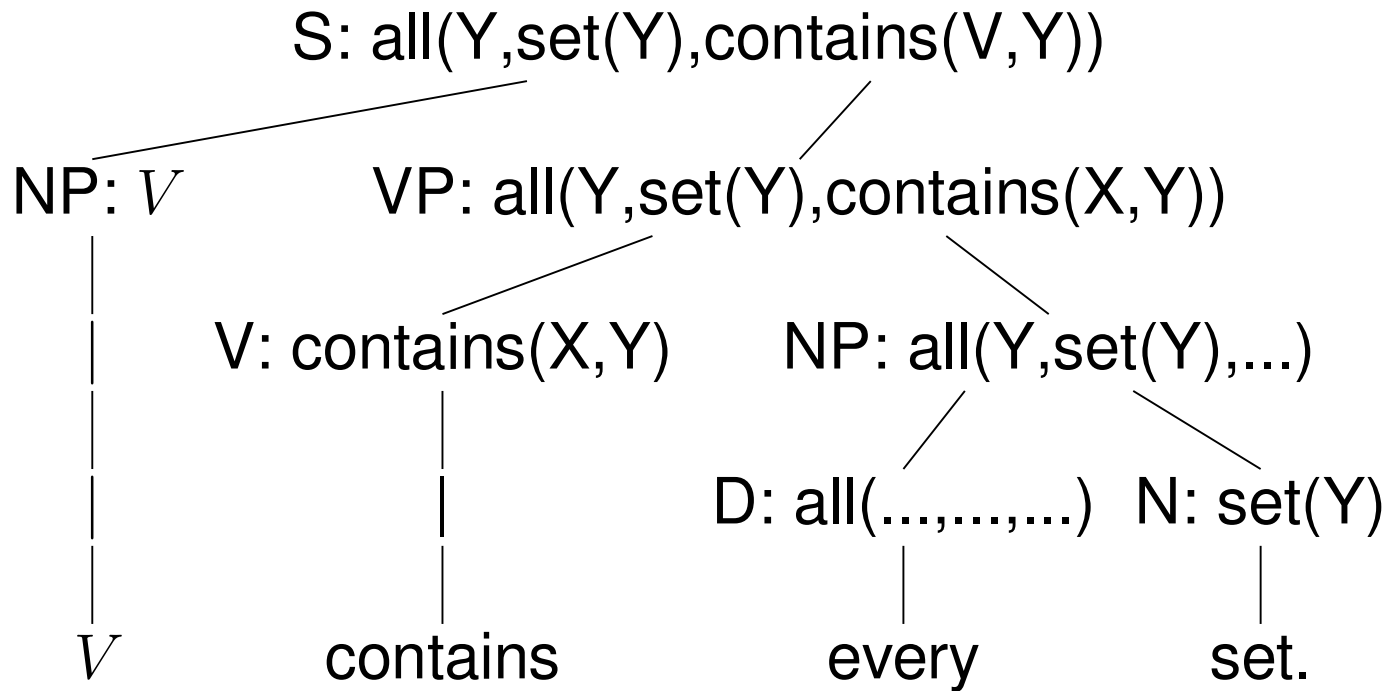 S: all(Y,set(Y),contains(V,Y))
NP: V VP: all(Y,set(Y),contains(X,Y))
V: contains(X,Y) NP: all(Y,set(Y),...)
D: all(...,...,...) N: set(Y)
V contains every set.